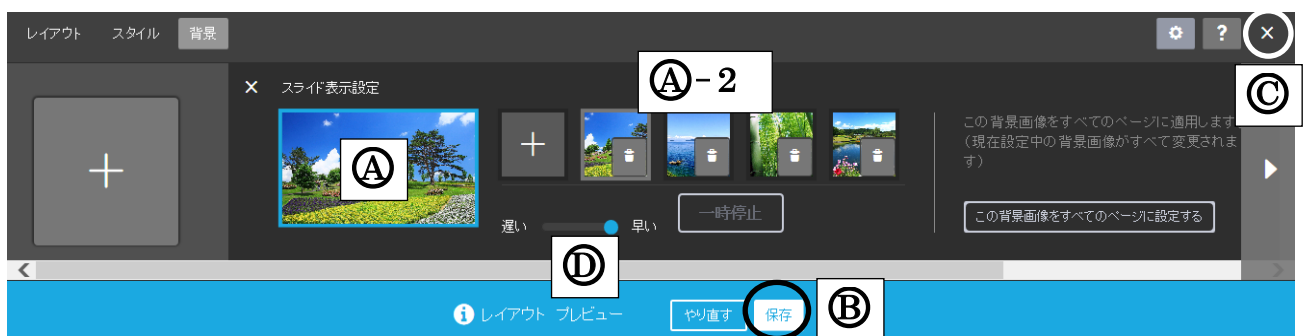 レイアウト スタイル 背景 ? ×
Ⓒ
× スライド表示設定
Ⓐ-2
Ⓐ
+
+
この背景画像をすべてのページに適用します
（現在設定中の背景画像がすべて変更されま
す）
遅い 早い 一時停止
この背景画像をすべてのページに設定する
Ⓓ
i レイアウト プレビュー やり直す 保存
Ⓑ